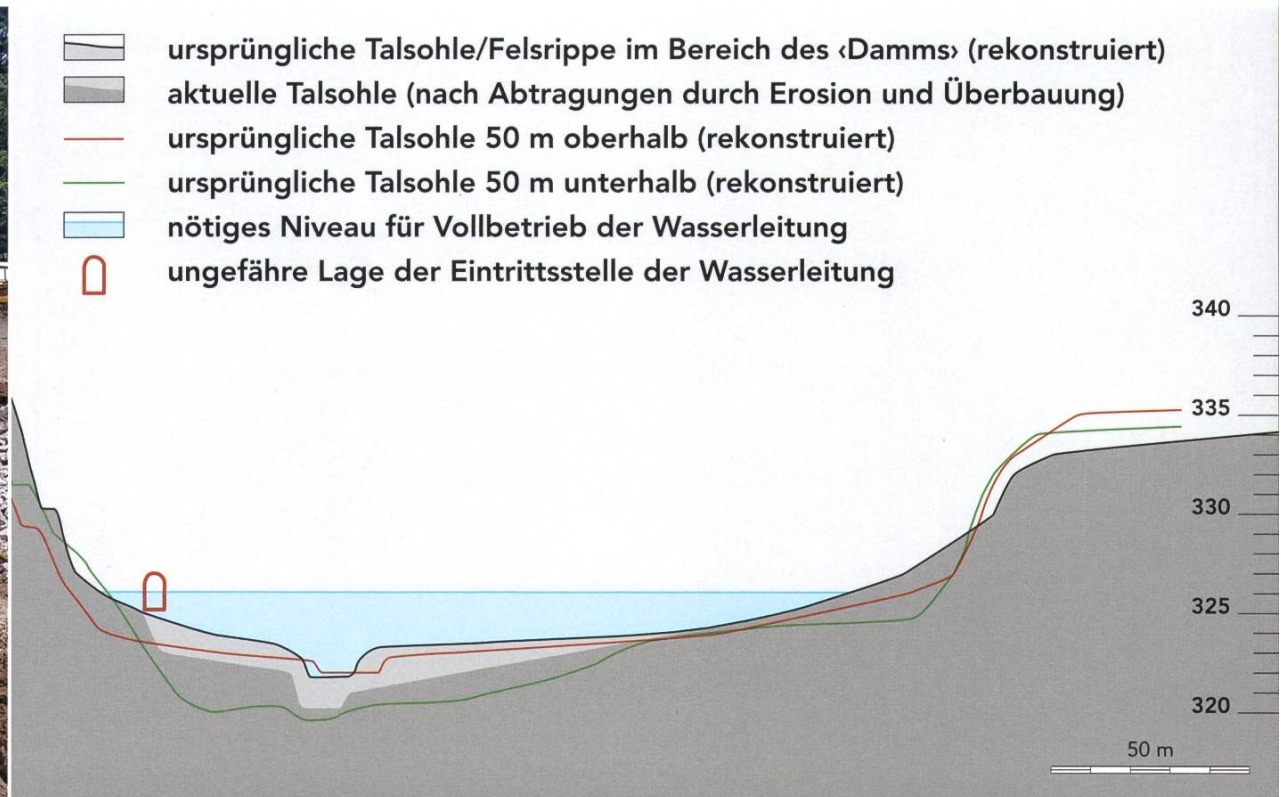 ursprüngliche Talsohle/Felsrippe im Bereich des ‹Damms› (rekonstruiert)
aktuelle Talsohle (nach Abtragungen durch Erosion und Überbauung)
ursprüngliche Talsohle 50 m oberhalb (rekonstruiert)
ursprüngliche Talsohle 50 m unterhalb (rekonstruiert)
nötiges Niveau für Vollbetrieb der Wasserleitung
ungefähre Lage der Eintrittsstelle der Wasserleitung
340
335
330
325
320
50 m